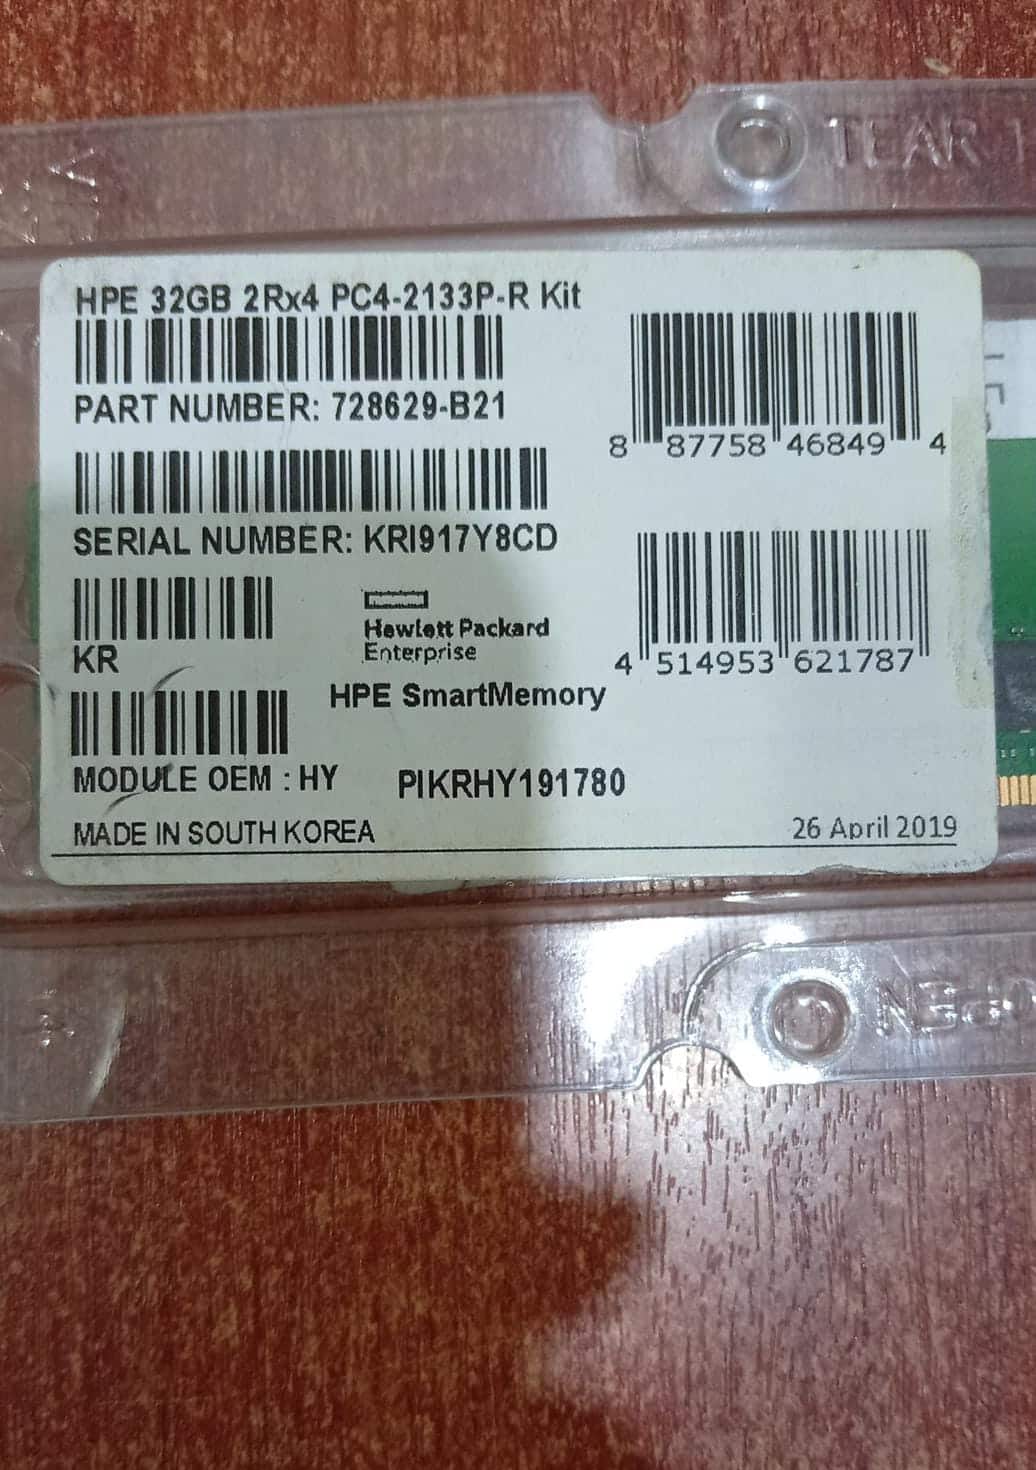 TEAR
HPE 32GB 2Rx4 PC4-2133P-R Kit
PART NUMBER: 728629-B21
8 87758 46849 4
SERIAL NUMBER: KRI917Y8CD
KR
Hewlett Packard
Enterprise
4 514953 621787
HPE SmartMemory
MODULE OEM : HY
PIKRHY191780
MADE IN SOUTH KOREA
26 April 2019
OPEN